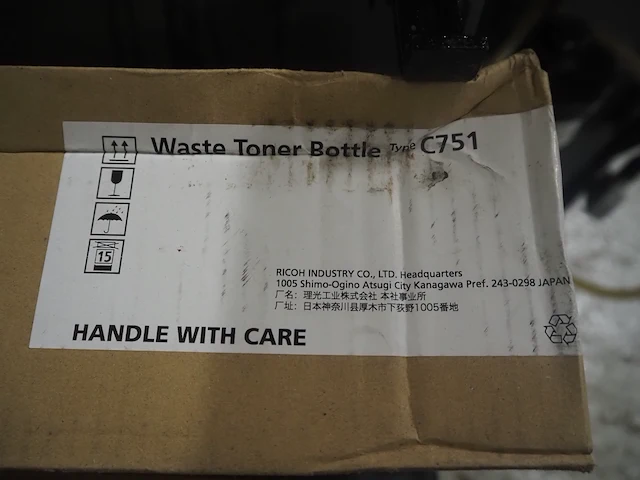 Waste Toner Bottle Type C751
15
RICOH INDUSTRY CO., LTD. Headquarters
1005 Shimo-Ogino Atsugi City Kanagawa Pref. 243-0298 JAPAN
厂名：理光工业株式会社 本社事业所
厂址：日本神奈川县厚木市下荻野1005番地
HANDLE WITH CARE